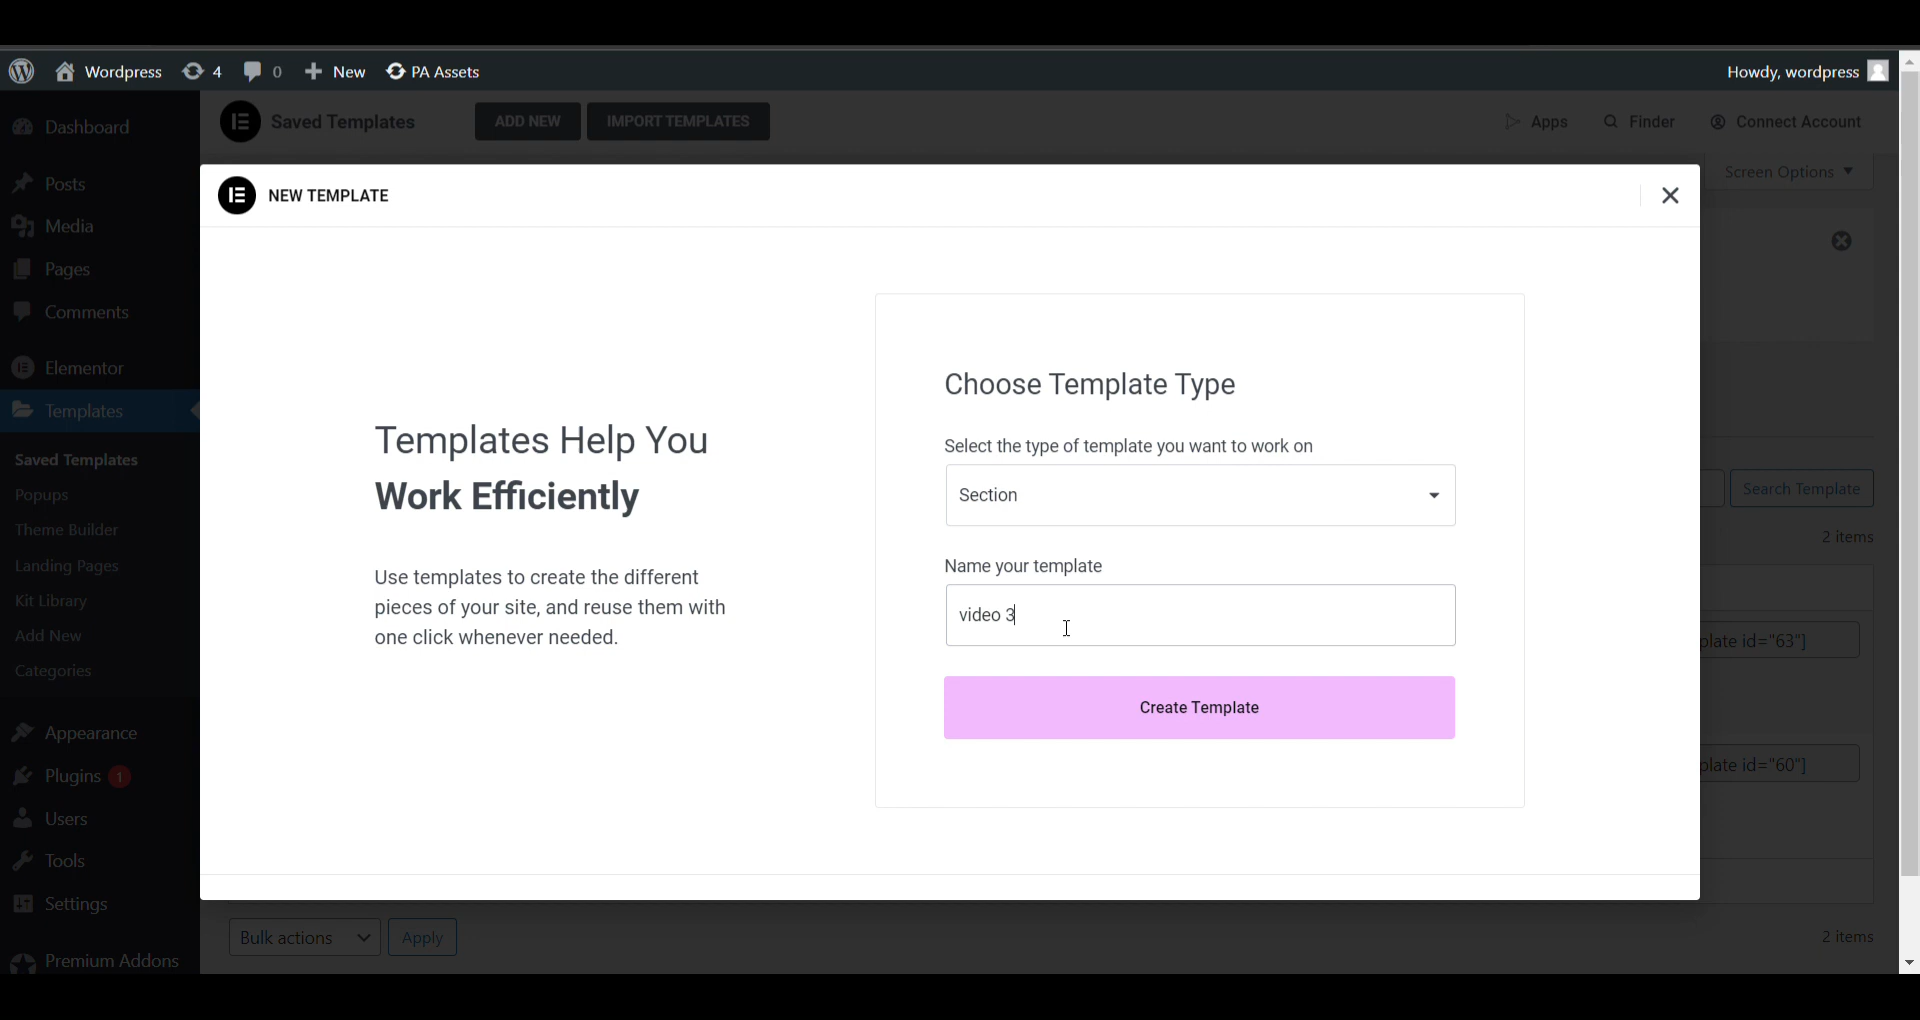 Wordpress 4 0 New PA Assets Howdy, wordpress
Dashboard
Posts
Media
Pages
Comments
Elementor
Templates
Saved Templates
Popups
Theme Builder
Landing Pages
Kit Library
Add New
Categories
Appearance
Plugins 1
Users
Tools
Settings
Premium Addons
Saved Templates ADD NEW IMPORT TEMPLATES Apps Finder Connect Account
Screen Options
NEW TEMPLATE
Templates Help You
Work Efficiently
Use templates to create the different
pieces of your site, and reuse them with
one click whenever needed.
Choose Template Type
Select the type of template you want to work on
Section
Name your template
video 3
Create Template
Search Template
2 items
plate id="63"]
plate id="60"]
Bulk actions Apply
2 items